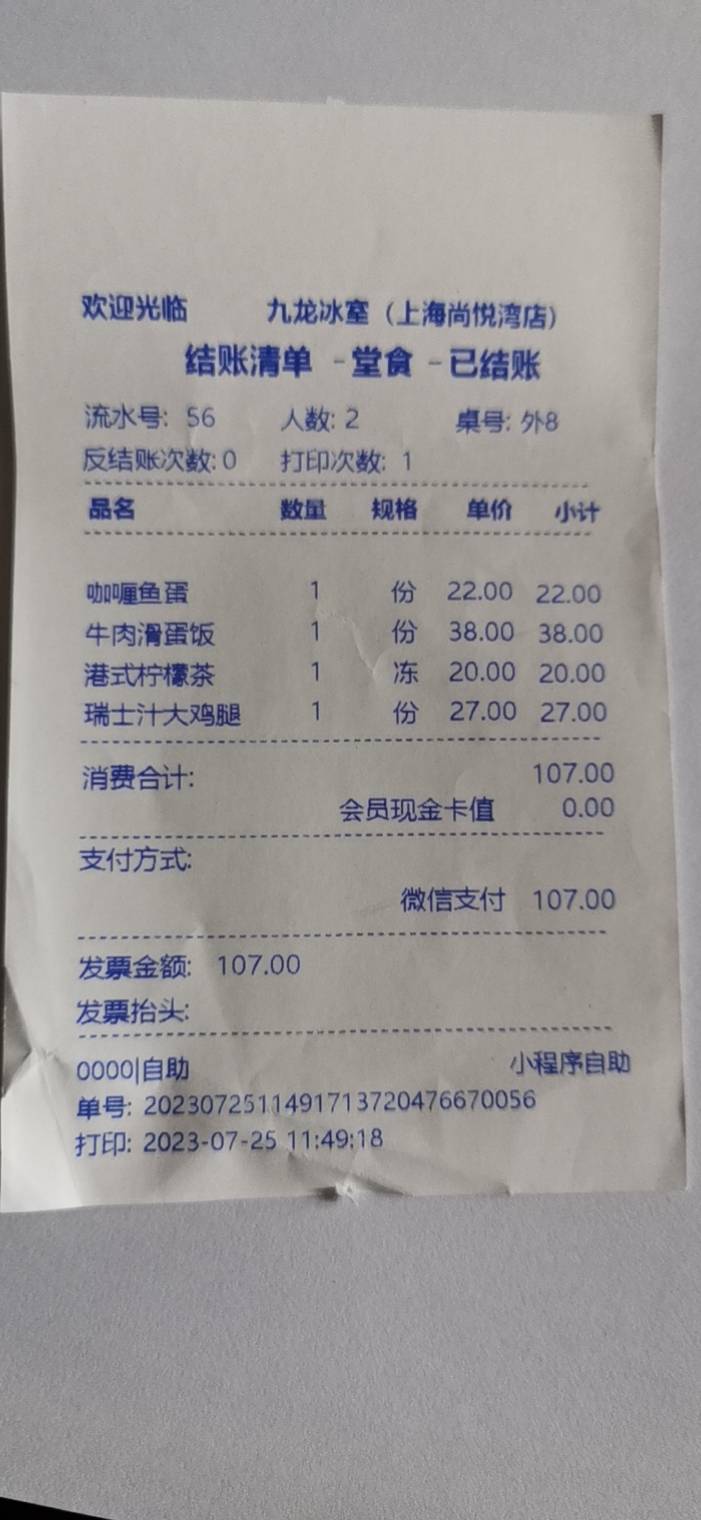 欢迎光临 九龙冰室（上海尚悦湾店）
结账清单 -堂食 -已结账
流水号: 56 人数: 2 桌号: 外8
反结账次数: 0 打印次数: 1
品名 数量 规格 单价 小计
咖喱鱼蛋 1 份 22.00 22.00
牛肉滑蛋饭 1 份 38.00 38.00
港式柠檬茶 1 冻 20.00 20.00
瑞士汁大鸡腿 1 份 27.00 27.00
消费合计: 107.00
会员现金卡值 0.00
支付方式:
微信支付 107.00
发票金额: 107.00
发票抬头:
0000|自助 小程序自助
单号: 2023072511491713720476670056
打印: 2023-07-25 11:49:18